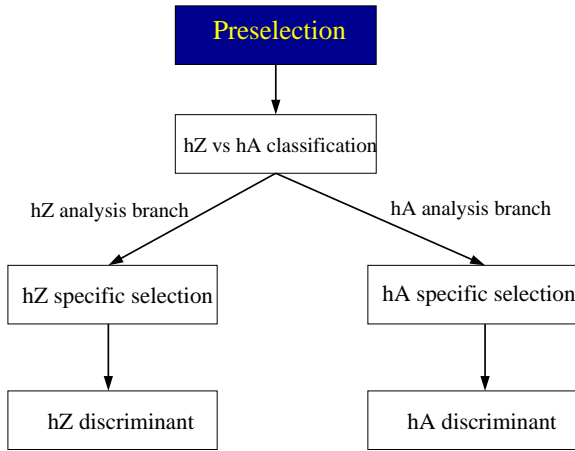 Preselection
hZ vs hA classification
hZ analysis branch
hA analysis branch
hZ specific selection
hA specific selection
hZ discriminant
hA discriminant